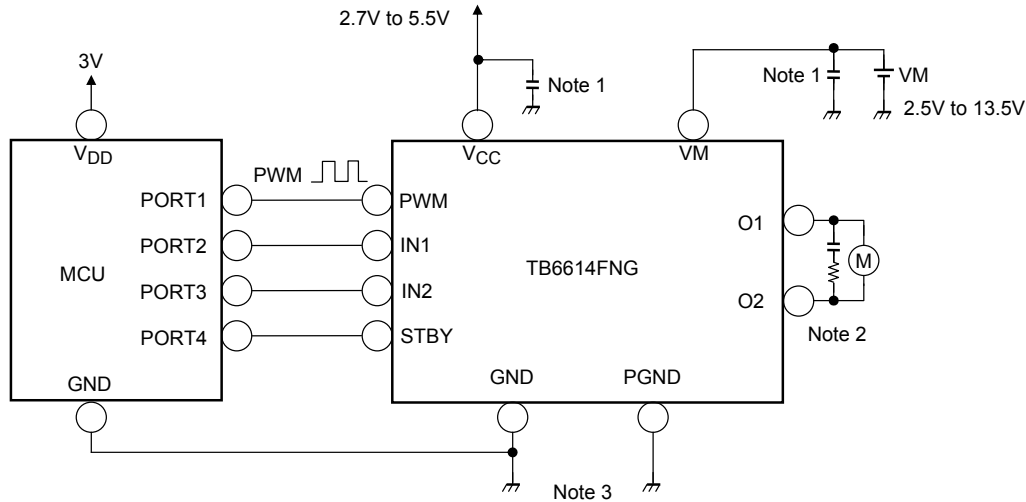 2.7V to 5.5V
3V
Note 1
Note 1
VM
2.5V to 13.5V
VDD
VCC
VM
PWM
PORT1
PWM
O1
PORT2
IN1
MCU
TB6614FNG
M
PORT3
IN2
O2
PORT4
STBY
Note 2
GND
GND
PGND
Note 3